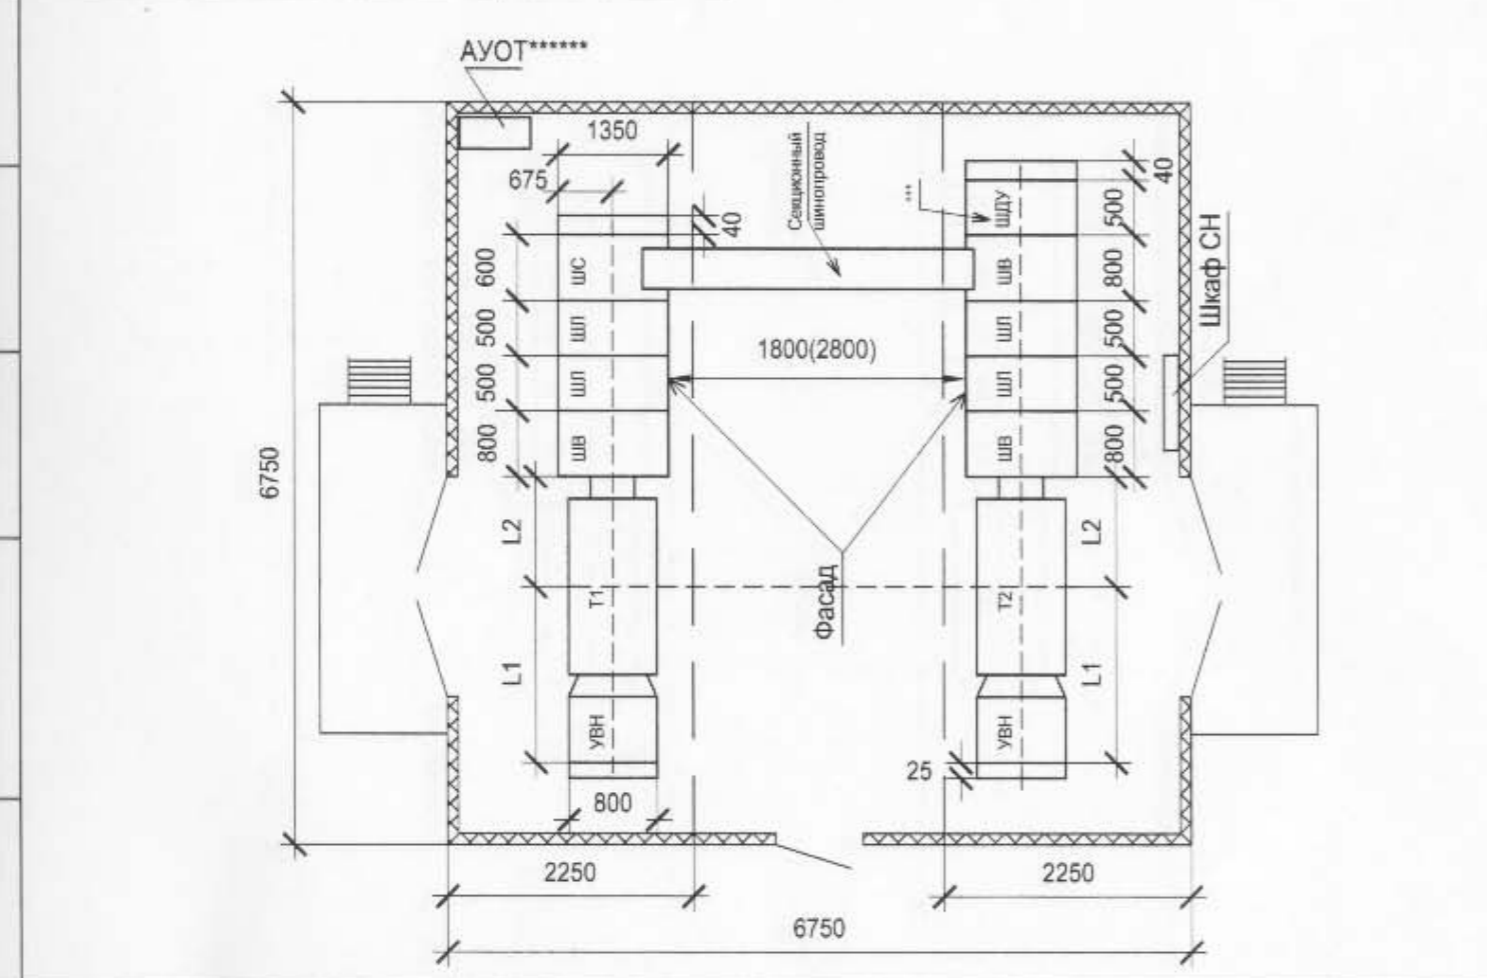 АУОТ******
1350
675
40
Секционный
шинопровод
***
ШДУ
40
500
600
ШС
ШВ
800
Шкаф СН
500
ШЛ
ШЛ
500
1800(2800)
500
ШЛ
ШЛ
500
800
ШВ
ШВ
800
6750
L2
L2
Т1
Фасад
Т2
L1
L1
УВН
УВН
25
800
2250
2250
6750